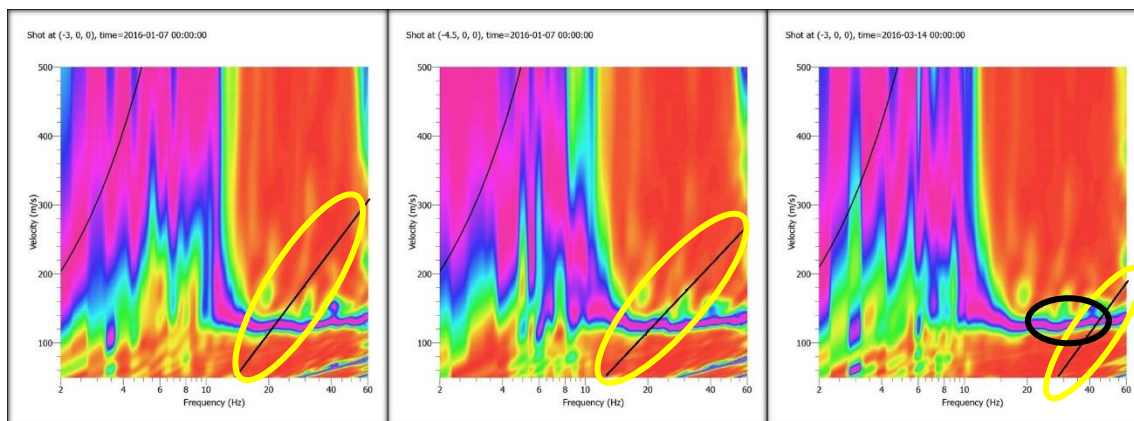 Shot at (-3, 0, 0), time=2016-01-07 00:00:00
500
400
300
200
100
Velocity (m/s)
2 4 6 8 10 20 40 60
Frequency (Hz)
Shot at (-4.5, 0, 0), time=2016-01-07 00:00:00
500
400
300
200
100
Velocity (m/s)
2 4 6 8 10 20 40 60
Frequency (Hz)
Shot at (-3, 0, 0), time=2016-03-14 00:00:00
500
400
300
200
100
Velocity (m/s)
2 4 6 8 10 20 40 60
Frequency (Hz)